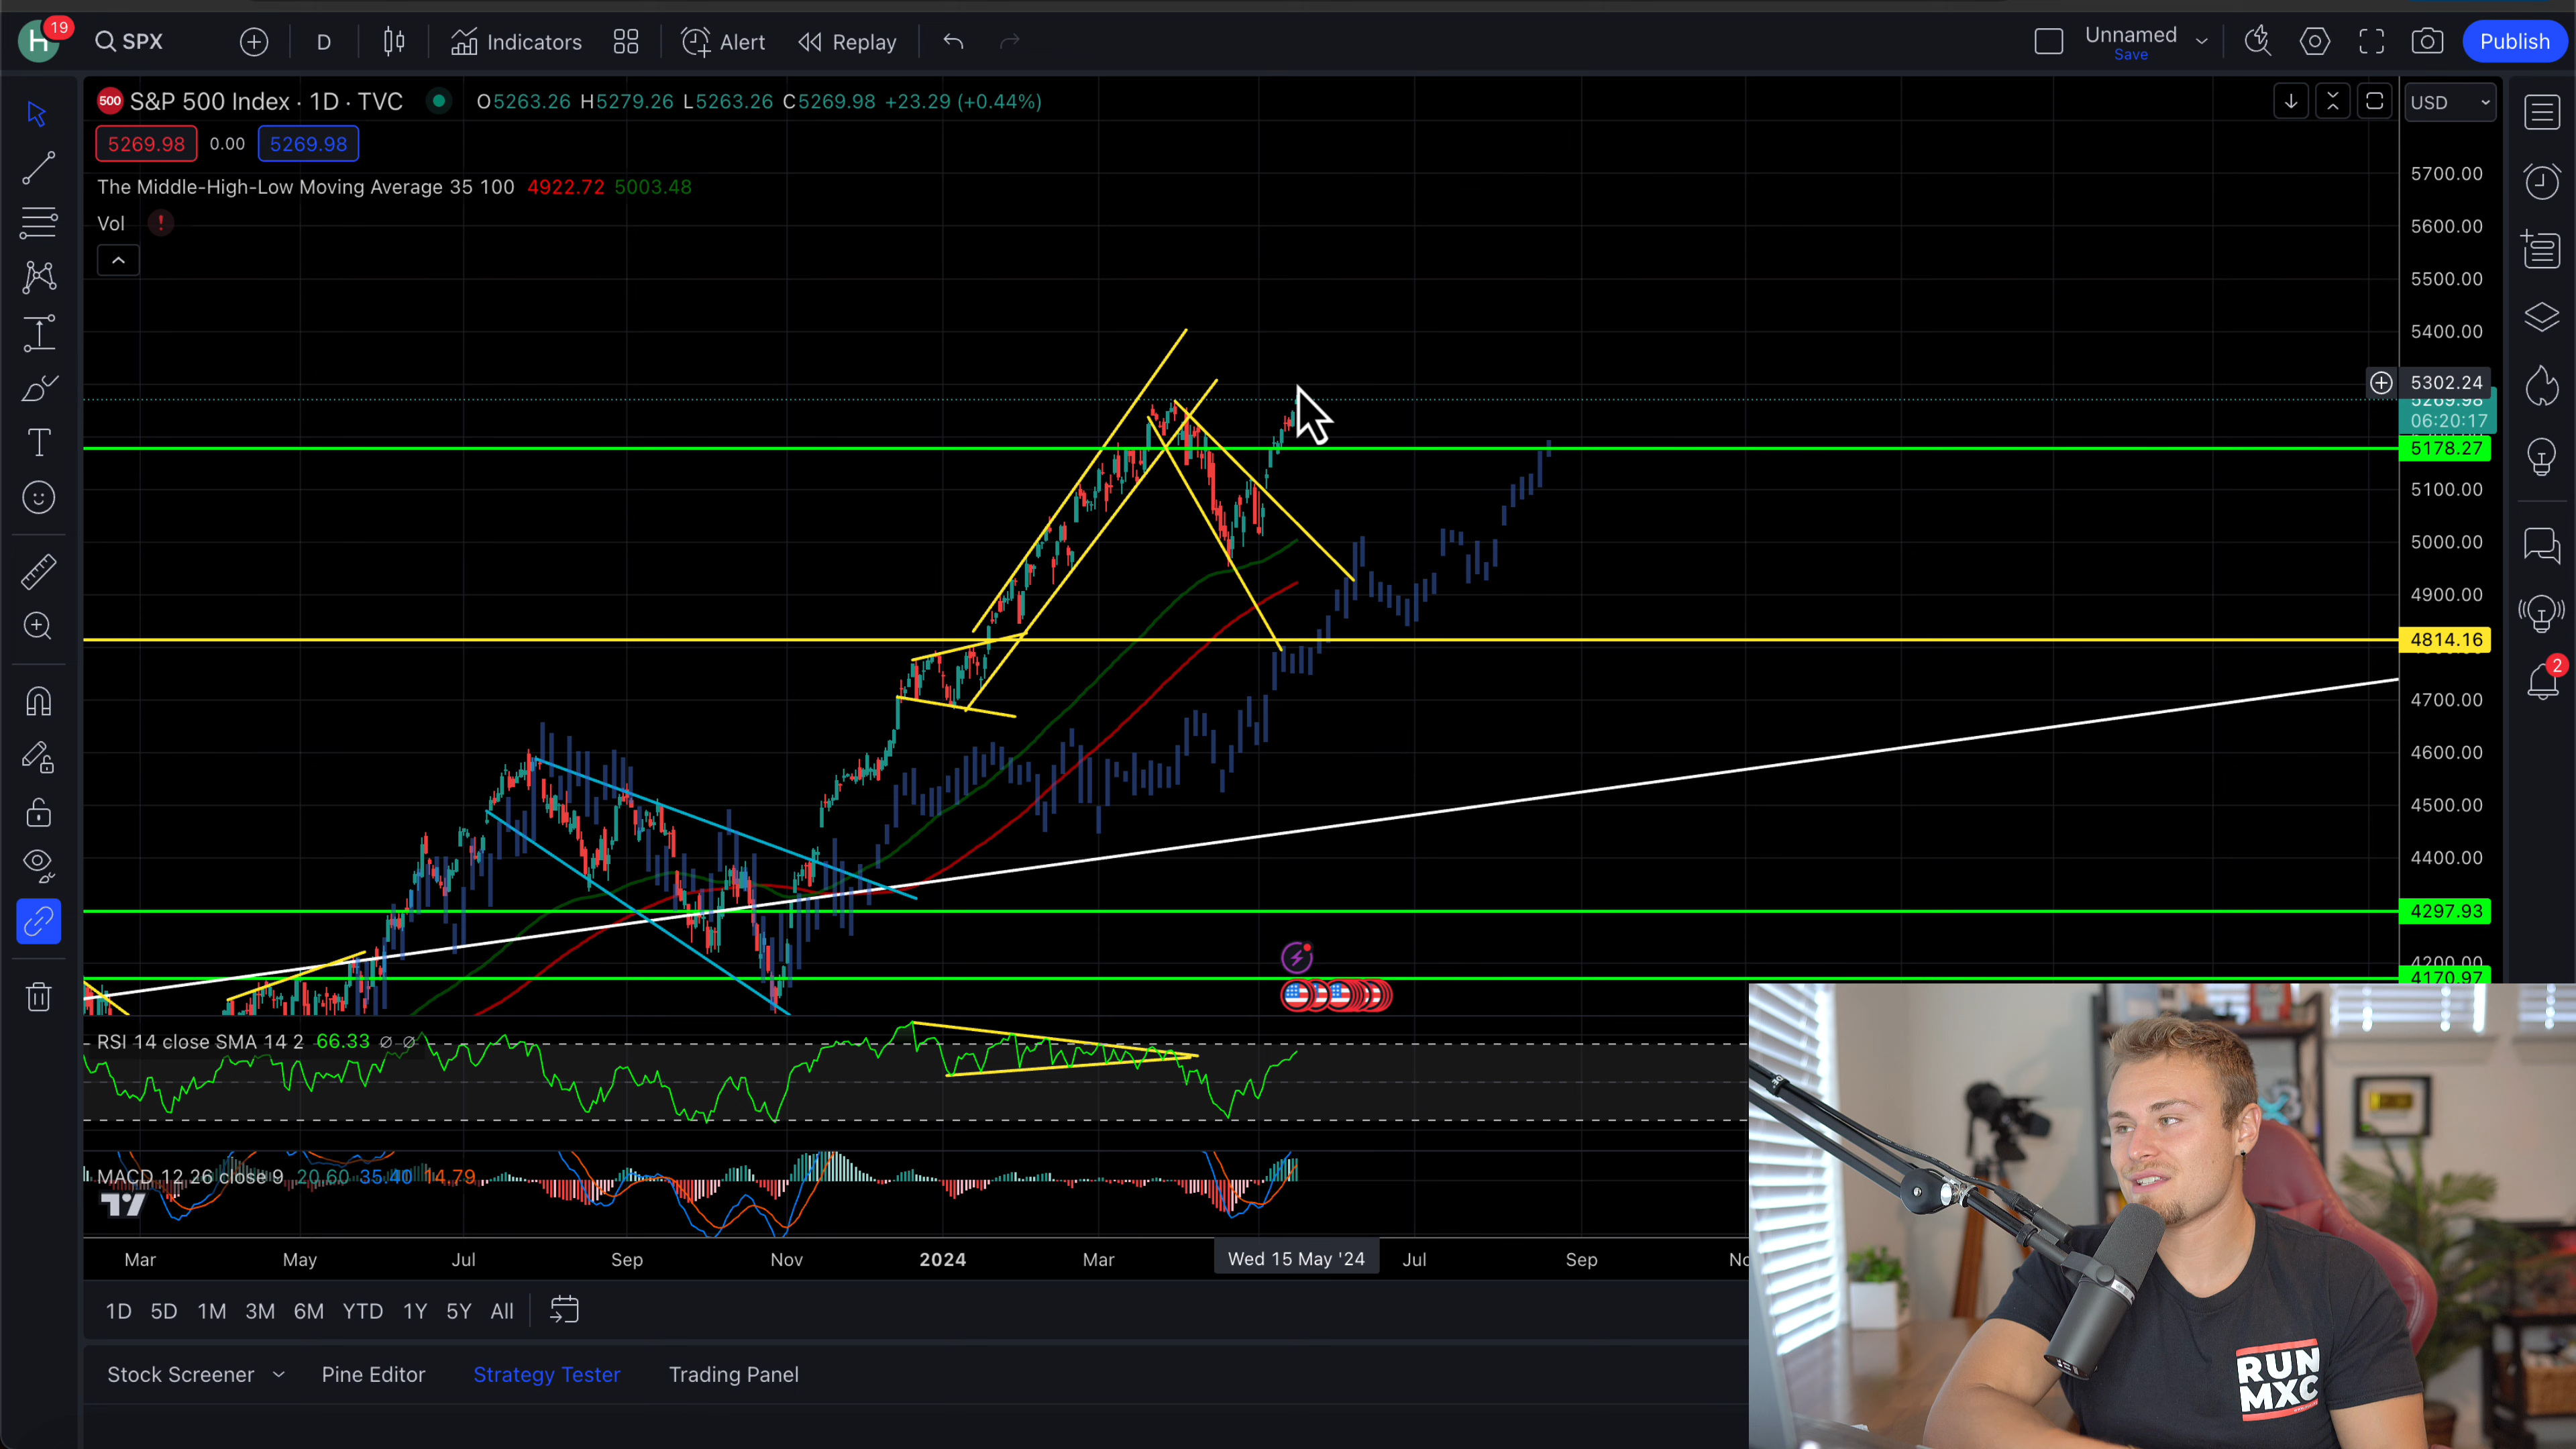 H 19 SPX D Indicators Alert Replay Unnamed Publish
Save
500 S&P 500 Index · 1D · TVC O5263.26 H5279.26 L5263.26 C5269.98 +23.29 (+0.44%) USD
5269.98 0.00 5269.98
The Middle-High-Low Moving Average 35 100 4922.72 5003.48
Vol !
5700.00
5600.00
5500.00
5400.00
5302.24
5269.98
06:20:17
5178.27
5100.00
5000.00
4900.00
4814.16
4700.00
4600.00
4500.00
4400.00
4297.93
4200.00
4170.97
2
RSI 14 close SMA 14 2 66.33 ∅ ∅
MACD 12 26 close 9 20.60 35.40 14.79
Mar May Jul Sep Nov 2024 Mar Wed 15 May '24 Jul Sep
1D 5D 1M 3M 6M YTD 1Y 5Y All
Stock Screener Pine Editor Strategy Tester Trading Panel
RUN
MXC